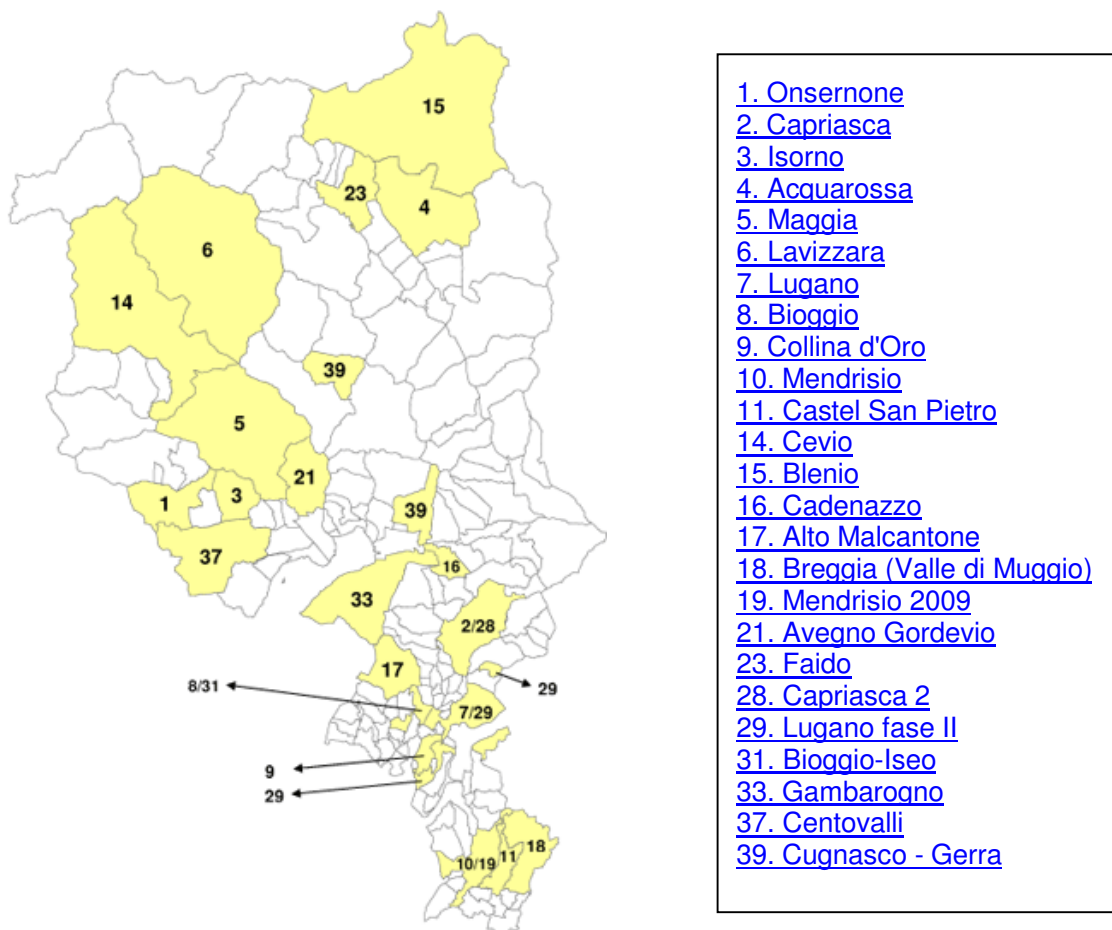 15
23
4
6
14
39
5
21
1
3
39
37
16
33
2/28
17
29
8/31
7/29
9
29
18
11
10/19
1. Onsernone
2. Capriasca
3. Isorno
4. Acquarossa
5. Maggia
6. Lavizzara
7. Lugano
8. Bioggio
9. Collina d'Oro
10. Mendrisio
11. Castel San Pietro
14. Cevio
15. Blenio
16. Cadenazzo
17. Alto Malcantone
18. Breggia (Valle di Muggio)
19. Mendrisio 2009
21. Avegno Gordevio
23. Faido
28. Capriasca 2
29. Lugano fase II
31. Bioggio-Iseo
33. Gambarogno
37. Centovalli
39. Cugnasco - Gerra